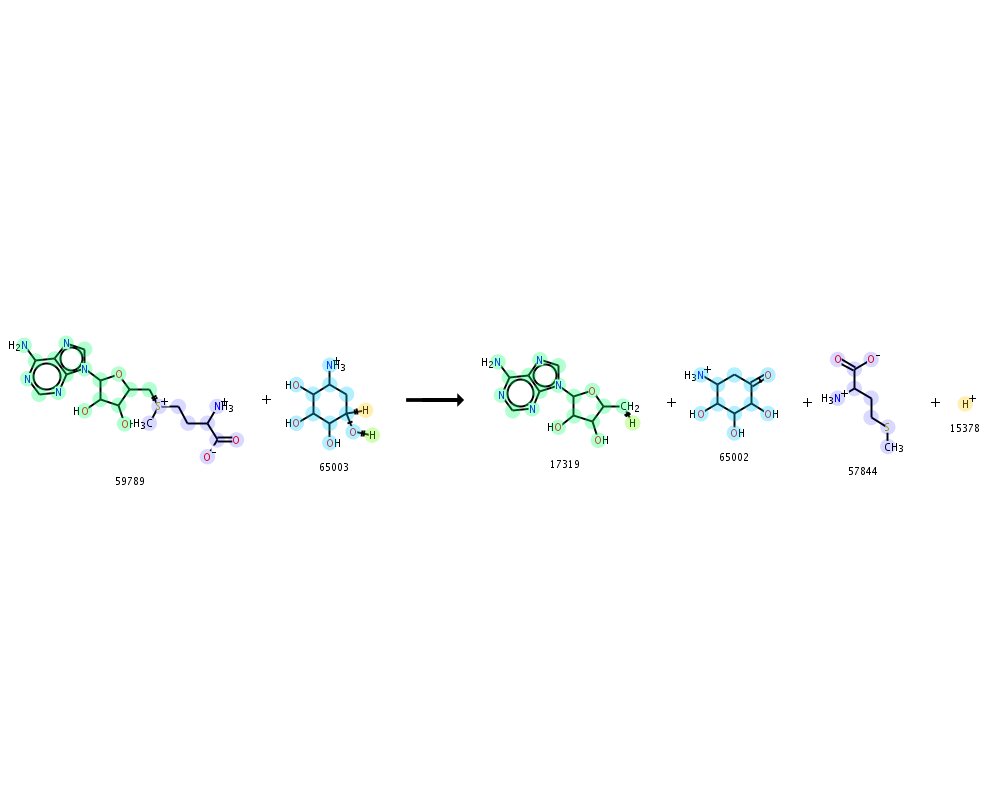 H2N N N N N O HO OH S+ H3C NH3+ O O-
+
NH3+ HO HO OH H O H
H2N N N N N O HO OH CH2 H
+
H3N+ O HO OH OH
+
O O- H3N+ S CH3
+
H+
59789
65003
17319
65002
57844
15378